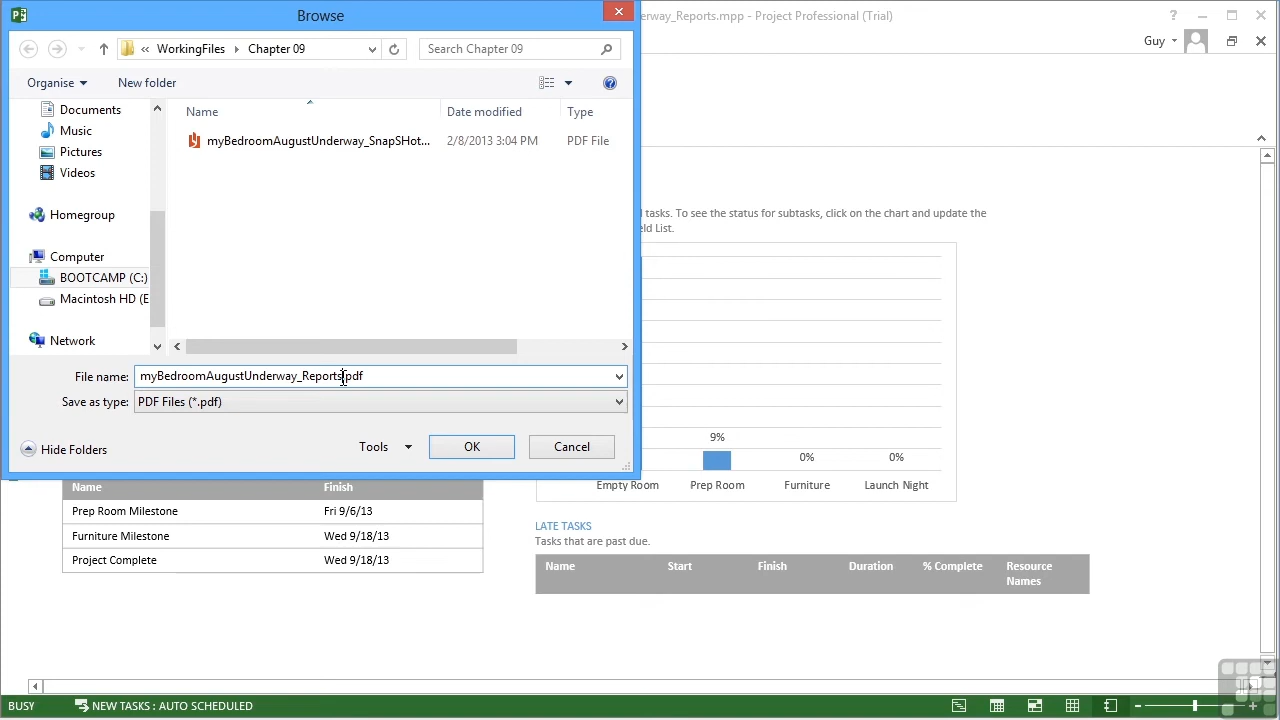 Browse
erway_Reports.mpp - Project Professional (Trial)
?
WorkingFiles
Chapter 09
Search Chapter 09
Guy
Organise
New folder
Documents
Music
Pictures
Videos
Homegroup
Computer
BOOTCAMP (C:)
Macintosh HD (E
Network
Name Date modified Type
myBedroomAugustUnderway_SnapSHot... 2/8/2013 3:04 PM PDF File
File name: myBedroomAugustUnderway_Reports.pdf
Save as type: PDF Files (*.pdf)
Hide Folders
Tools
OK
Cancel
tasks. To see the status for subtasks, click on the chart and update the
eld List.
9%
0%
0%
Empty Room Prep Room Furniture Launch Night
Name Finish
Prep Room Milestone Fri 9/6/13
Furniture Milestone Wed 9/18/13
Project Complete Wed 9/18/13
LATE TASKS
Tasks that are past due.
Name Start Finish Duration % Complete Resource
Names
BUSY NEW TASKS : AUTO SCHEDULED